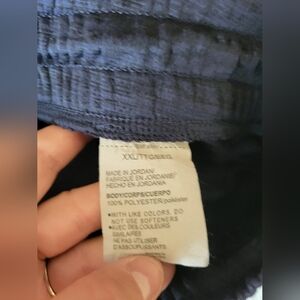 XXL/TTG/XXG
MADE IN JORDAN/
FABRIQUÉ EN JORDANIE/
HECHO EN JORDANIA
BODY/CORPS/CUERPO
100% POLYESTER/poliéster
•WITH LIKE COLORS, DO
NOT USE SOFTENERS
•AVEC DES COULEURS
SIMILAIRES
NE PAS UTILISER
D'ASSOUPLISSANTS